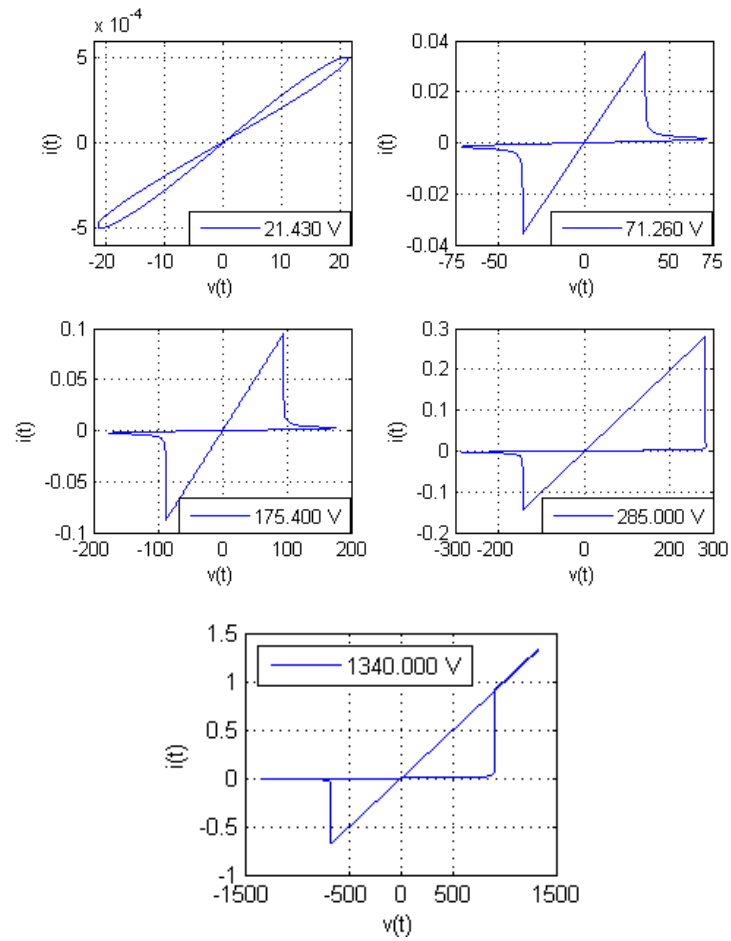 x 10⁻⁴
5
0
-5
i(t)
-20 -10 0 10 20
v(t)
21.430 V
0.04
0.02
0
-0.02
-0.04
i(t)
-75 -50 0 50 75
v(t)
71.260 V
0.1
0.05
0
-0.05
-0.1
i(t)
-200 -100 0 100 200
v(t)
175.400 V
0.3
0.2
0.1
0
-0.1
-0.2
i(t)
-300 -200 0 200 300
v(t)
285.000 V
1.5
1
0.5
0
-0.5
-1
i(t)
-1500 -500 0 500 1500
v(t)
1340.000 V